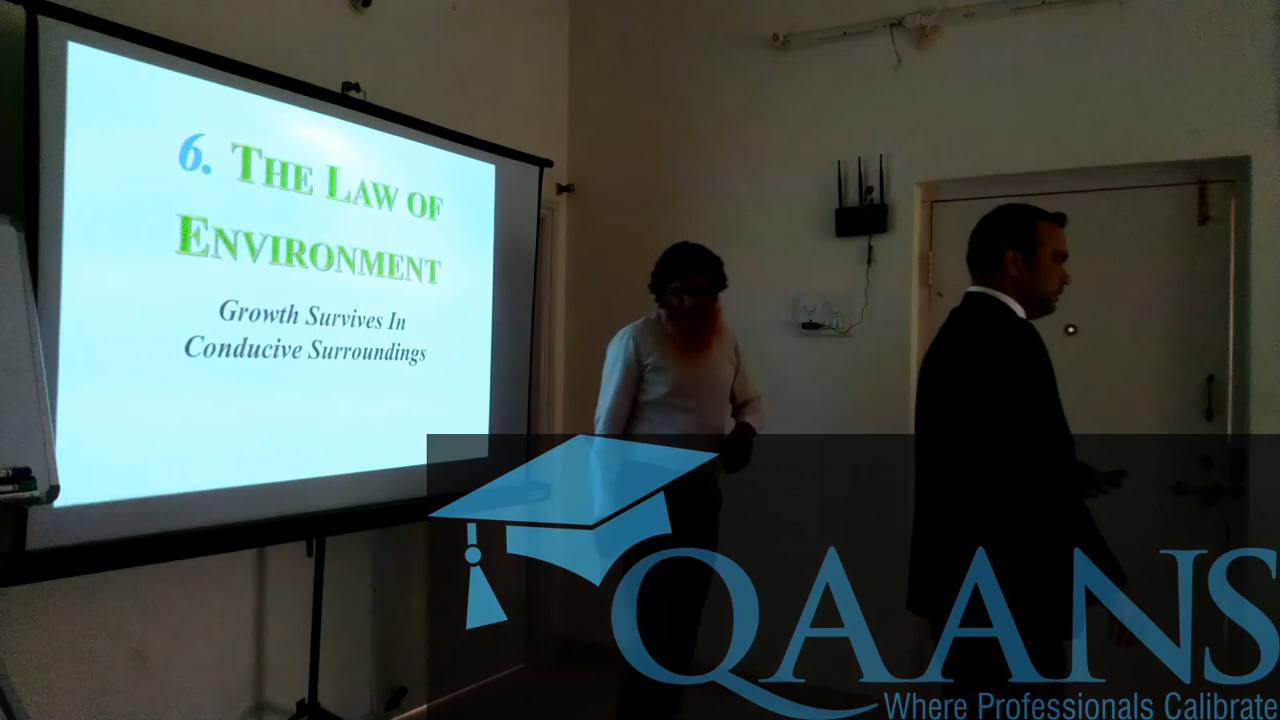 6. THE LAW OF
ENVIRONMENT
Growth Survives In
Conducive Surroundings
QAANS
Where Professionals Calibrate